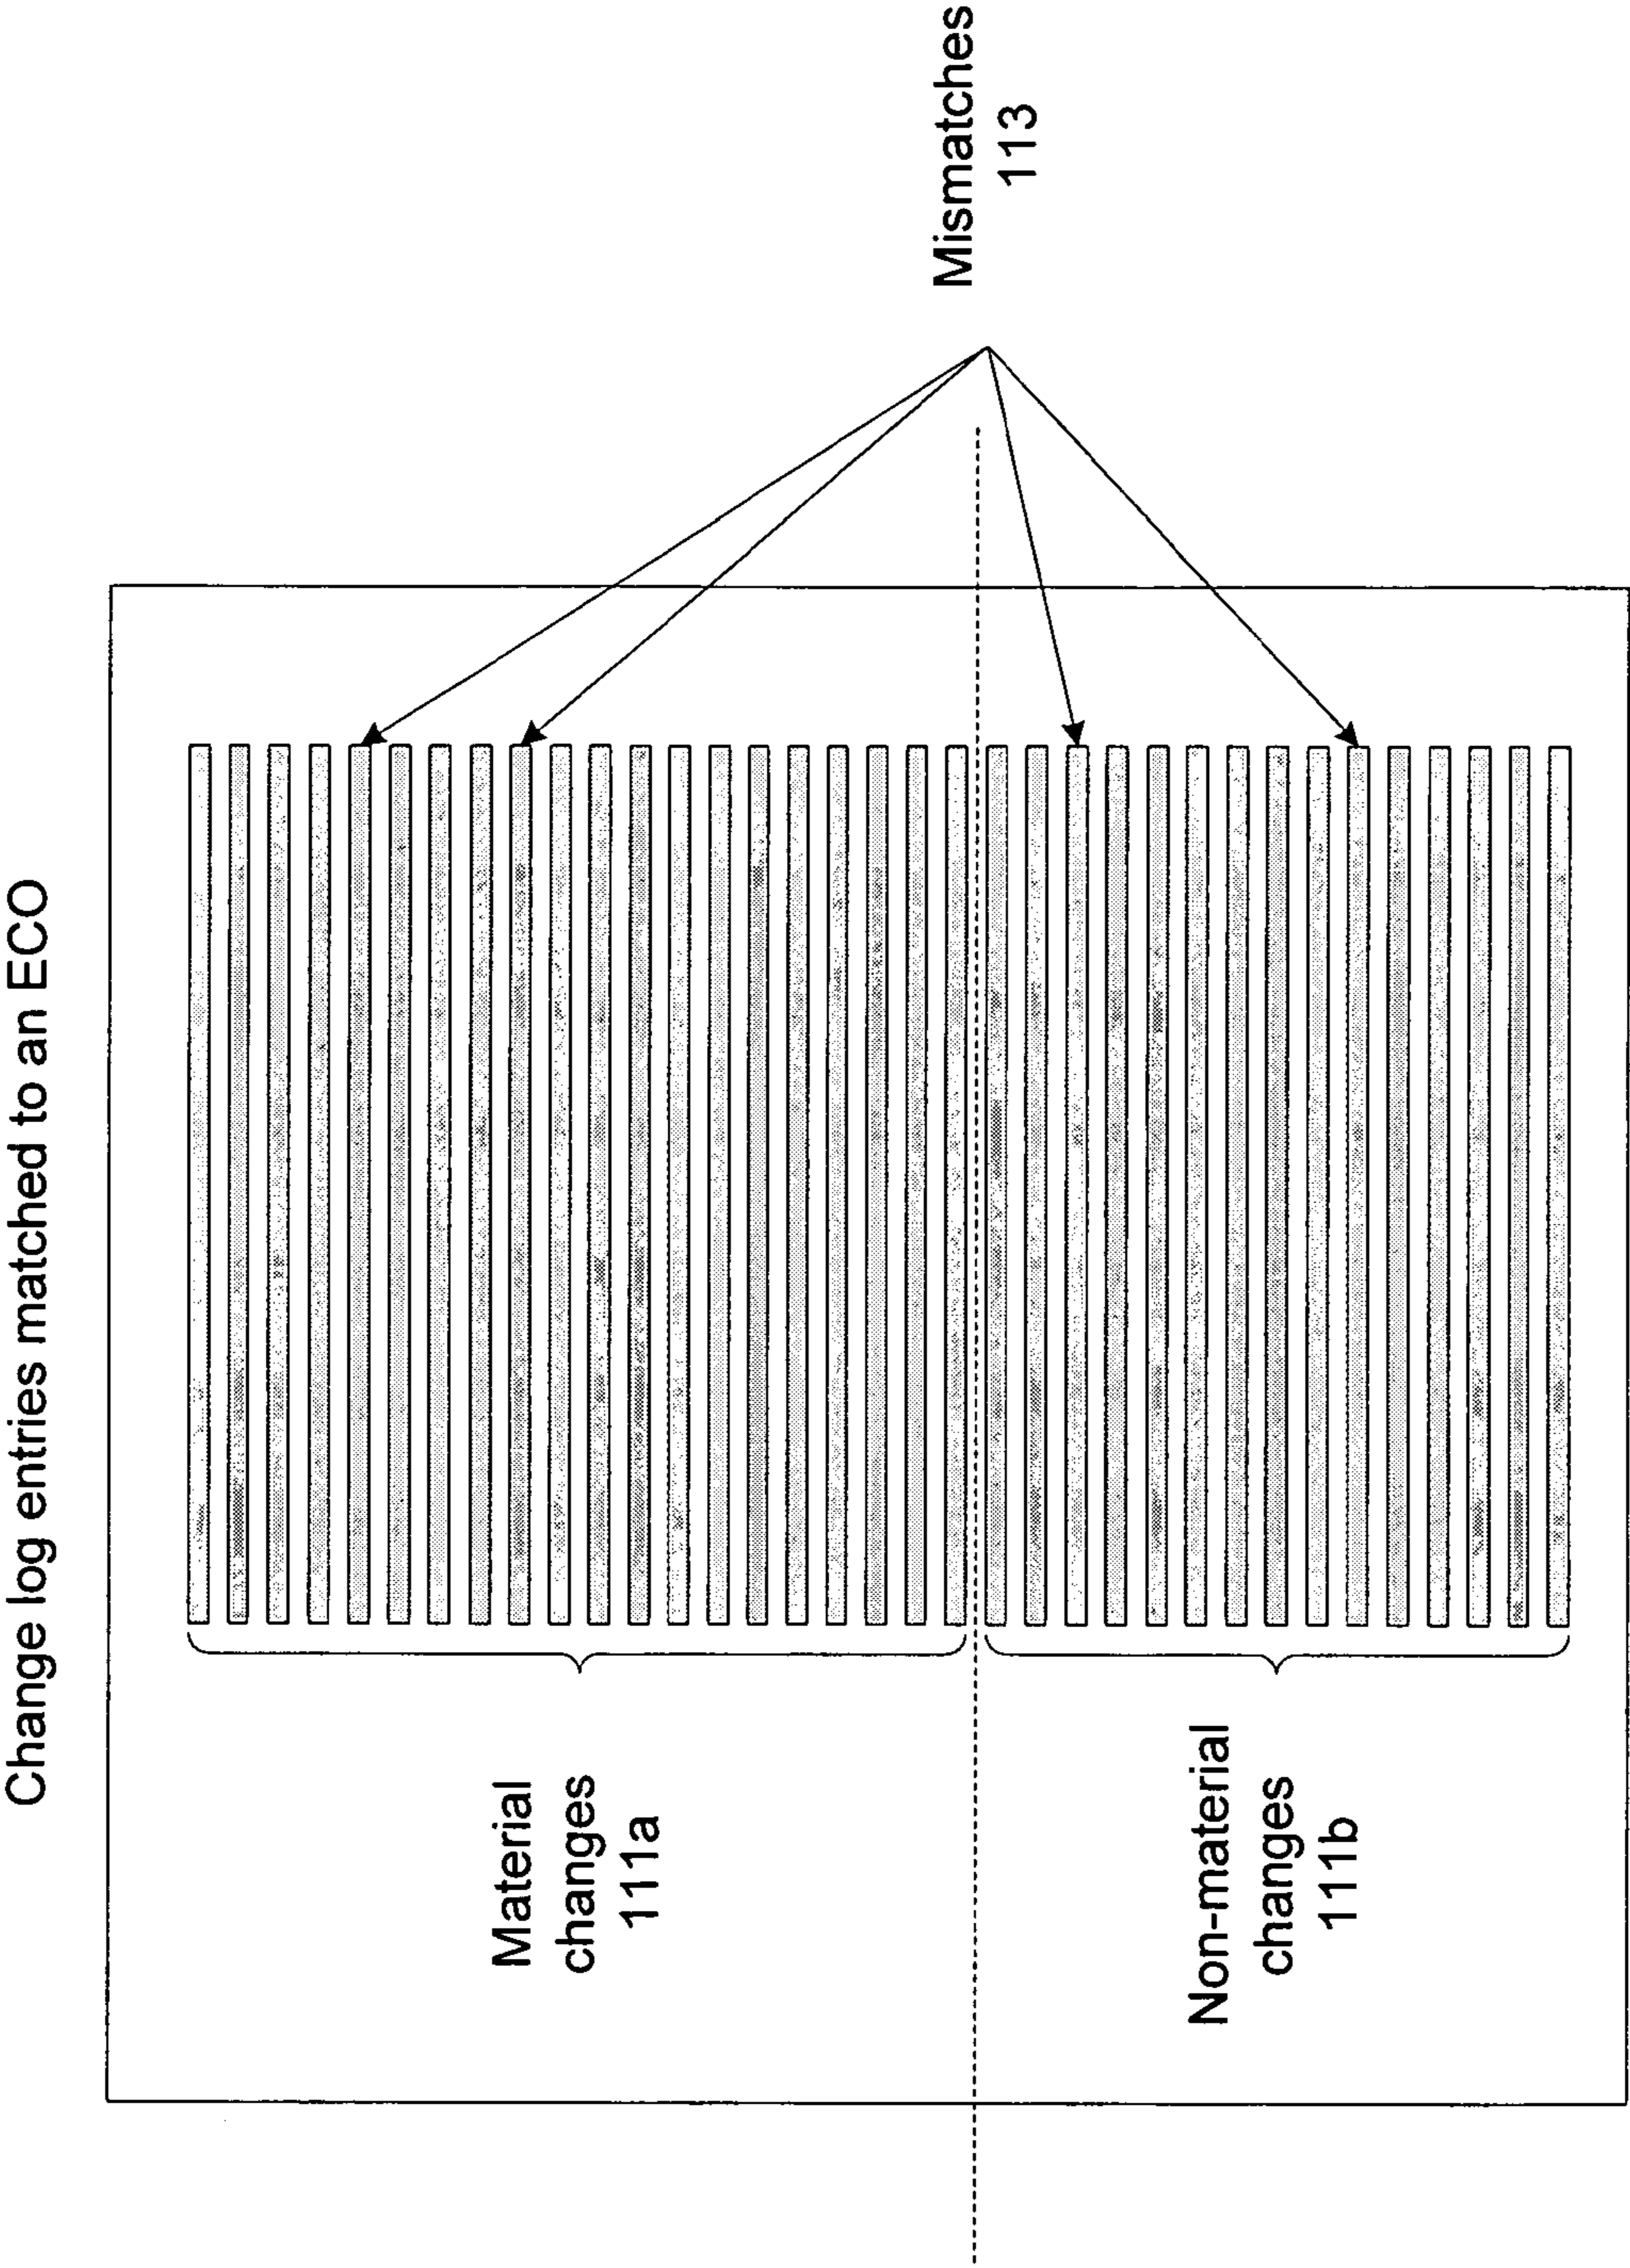 Change log entries matched to an ECO
Material
changes
111a
Non-material
changes
111b
Mismatches
113